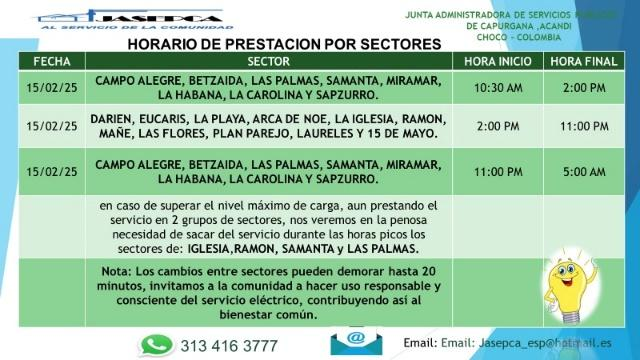 JASEPCA
AL SERVICIO DE LA COMUNIDAD
JUNTA ADMINISTRADORA DE SERVICIOS PUBLICOS
DE CAPURGANA ,ACANDI
CHOCO – COLOMBIA
HORARIO DE PRESTACION POR SECTORES
FECHA SECTOR HORA INICIO HORA FINAL
15/02/25 CAMPO ALEGRE, BETZAIDA, LAS PALMAS, SAMANTA, MIRAMAR, 10:30 AM 2:00 PM
LA HABANA, LA CAROLINA Y SAPZURRO.
15/02/25 DARIEN, EUCARIS, LA PLAYA, ARCA DE NOE, LA IGLESIA, RAMON, 2:00 PM 11:00 PM
MAÑE, LAS FLORES, PLAN PAREJO, LAURELES Y 15 DE MAYO.
15/02/25 CAMPO ALEGRE, BETZAIDA, LAS PALMAS, SAMANTA, MIRAMAR, 11:00 PM 5:00 AM
LA HABANA, LA CAROLINA Y SAPZURRO.
en caso de superar el nivel máximo de carga, aun prestando el
servicio en 2 grupos de sectores, nos veremos en la penosa
necesidad de sacar del servicio durante las horas picos los
sectores de: IGLESIA,RAMON, SAMANTA y LAS PALMAS.
Nota: Los cambios entre sectores pueden demorar hasta 20
minutos, invitamos a la comunidad a hacer uso responsable y
consciente del servicio eléctrico, contribuyendo así al
bienestar común.
313 416 3777
Email: Email: Jasepca_esp@hotmail.es